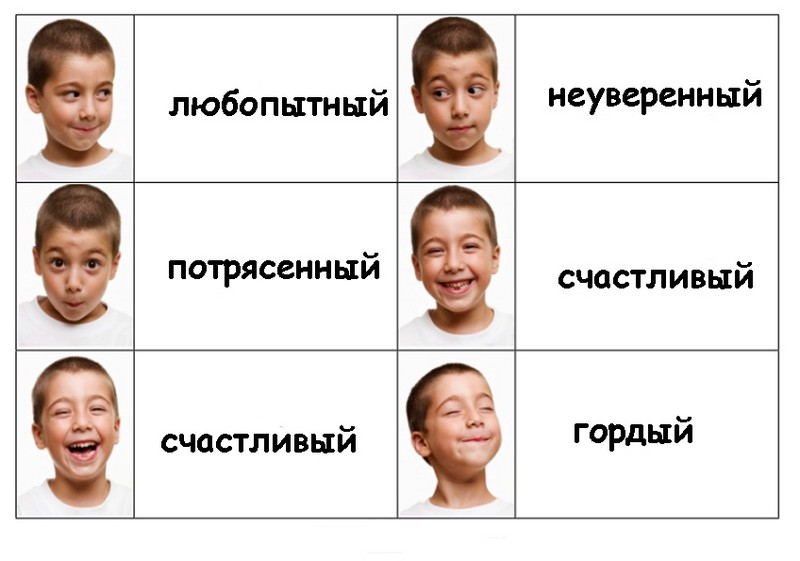 любопытный
неуверенный
потрясенный
счастливый
счастливый
гордый